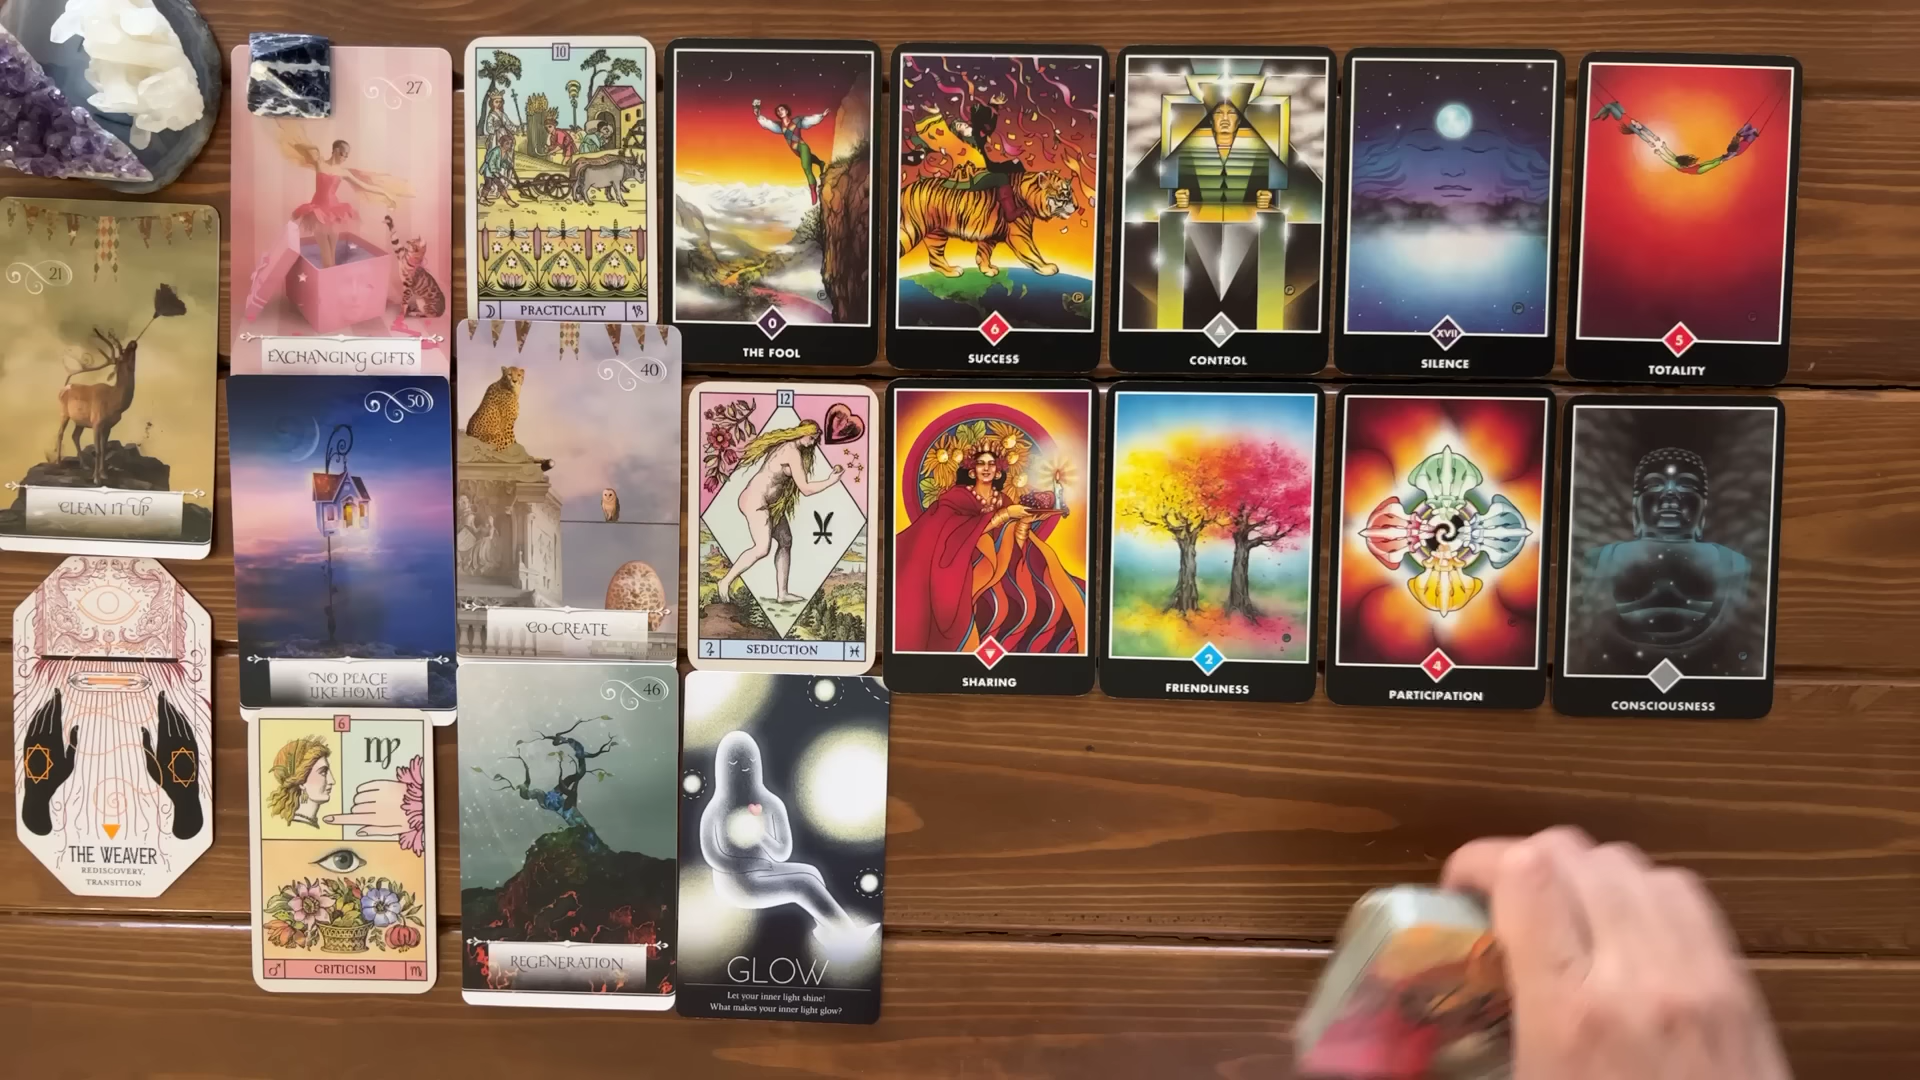 27
EXCHANGING GIFTS
10
PRACTICALITY
0
THE FOOL
6
SUCCESS
CONTROL
XVII
SILENCE
5
TOTALITY
21
CLEAN IT UP
50
NO PLACE
LIKE HOME
40
CO-CREATE
12
SEDUCTION
SHARING
2
FRIENDLINESS
4
PARTICIPATION
CONSCIOUSNESS
THE WEAVER
REDISCOVERY,
TRANSITION
6
CRITICISM
46
REGENERATION
GLOW
Let your inner light shine!
What makes your inner light glow?